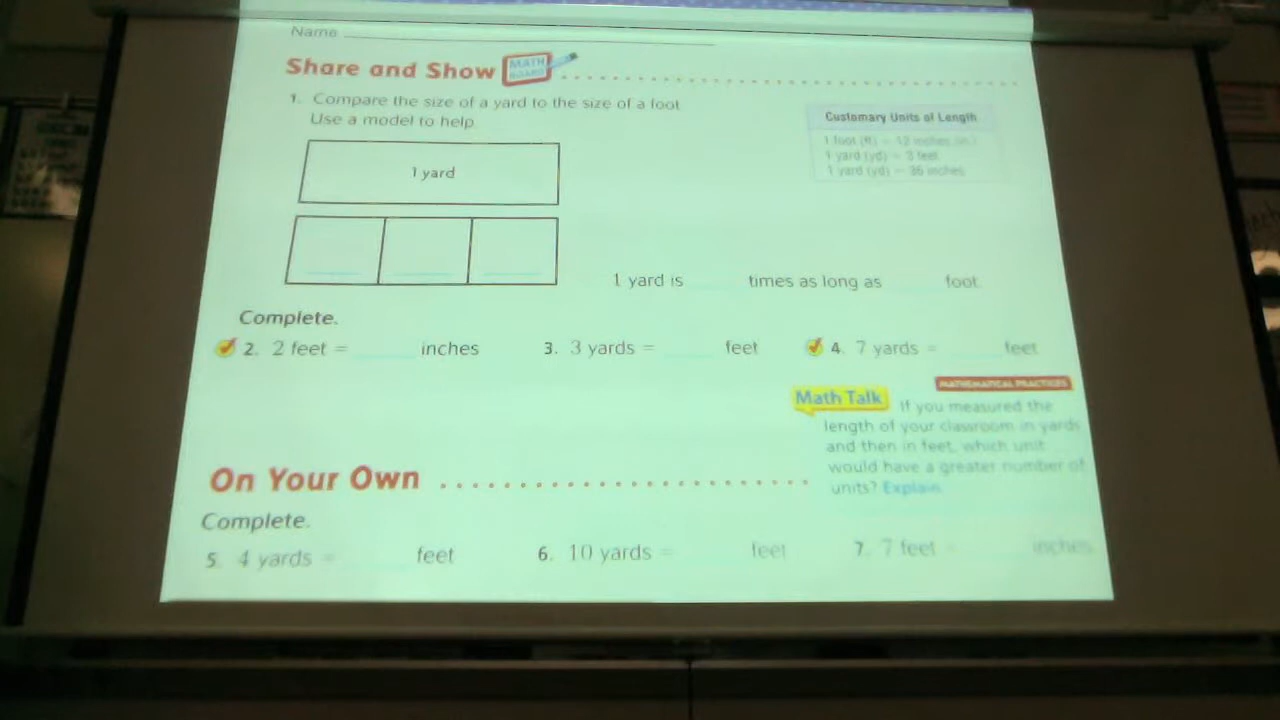 Name
Share and Show MATH BOARD
1. Compare the size of a yard to the size of a foot.
Use a model to help.
Customary Units of Length
1 foot (ft) = 12 inches (in.)
1 yard (yd) = 3 feet
1 yard (yd) = 36 inches
1 yard
1 yard is times as long as foot.
Complete.
2. 2 feet = inches
3. 3 yards = feet
4. 7 yards = feet
MATHEMATICAL PRACTICES
Math Talk If you measured the
length of your classroom in yards
and then in feet, which unit
would have a greater number of
units? Explain.
On Your Own
Complete.
5. 4 yards = feet
6. 10 yards = feet
7. 7 feet = inches